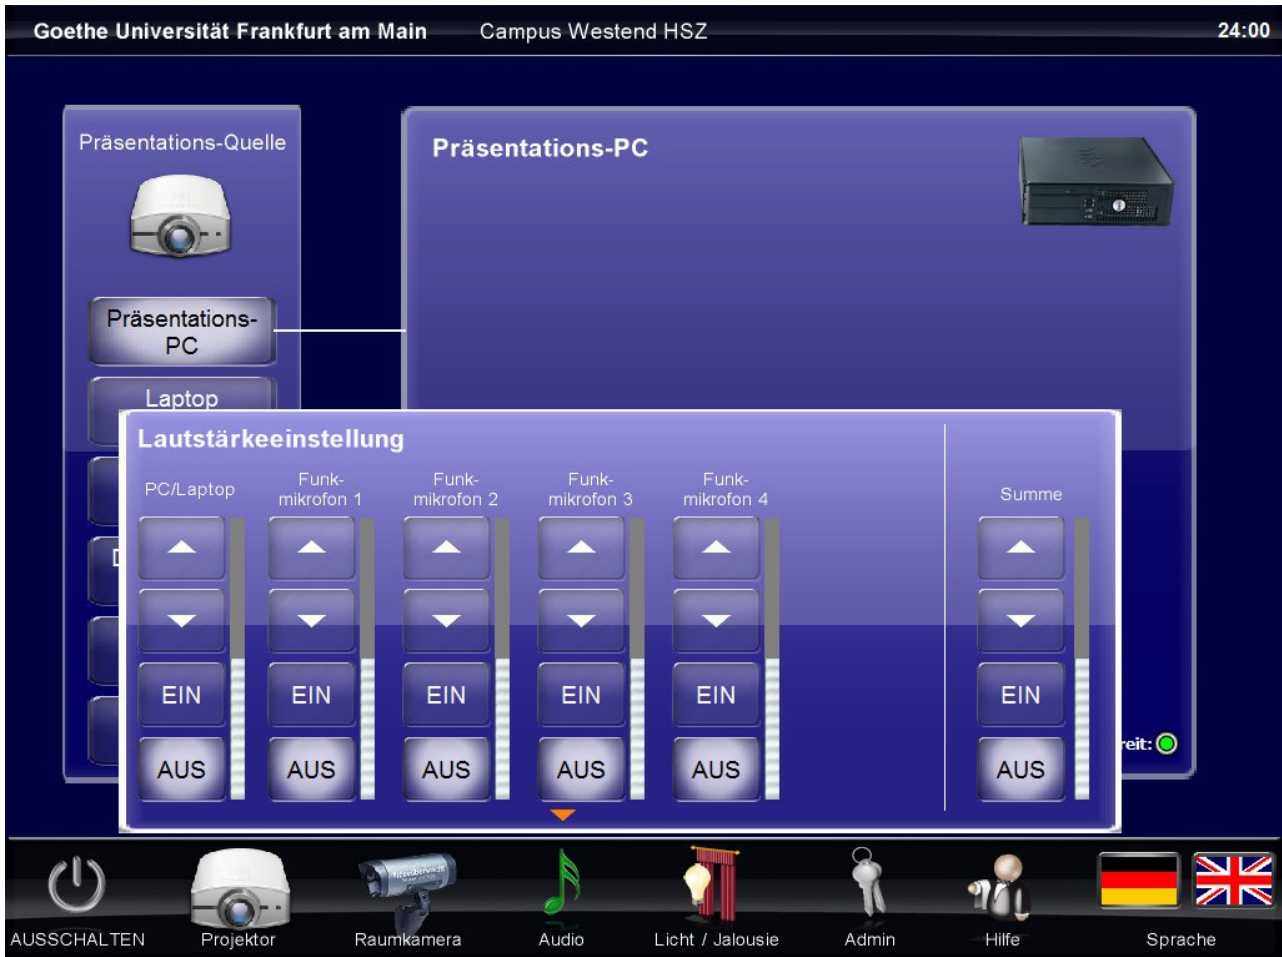 Goethe Universität Frankfurt am Main Campus Westend HSZ 24:00
Präsentations-Quelle
Präsentations-PC
Präsentations-
PC
Laptop
Lautstärkeeinstellung
PC/Laptop
Funk-
mikrofon 1
Funk-
mikrofon 2
Funk-
mikrofon 3
Funk-
mikrofon 4
Summe
EIN EIN EIN EIN EIN EIN
reit:
AUS AUS AUS AUS AUS AUS
AUSSCHALTEN Projektor Raumkamera Audio Licht / Jalousie Admin Hilfe Sprache